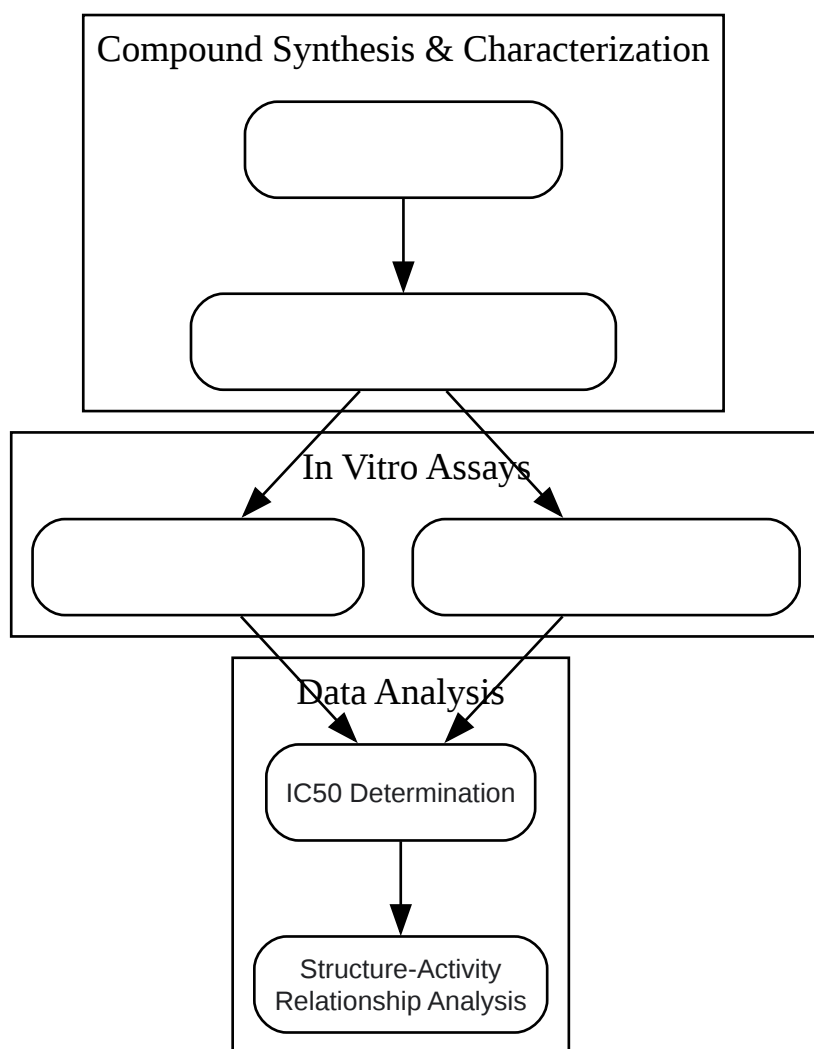 Compound Synthesis & Characterization
In Vitro Assays
Data Analysis
IC50 Determination
Structure-Activity
Relationship Analysis